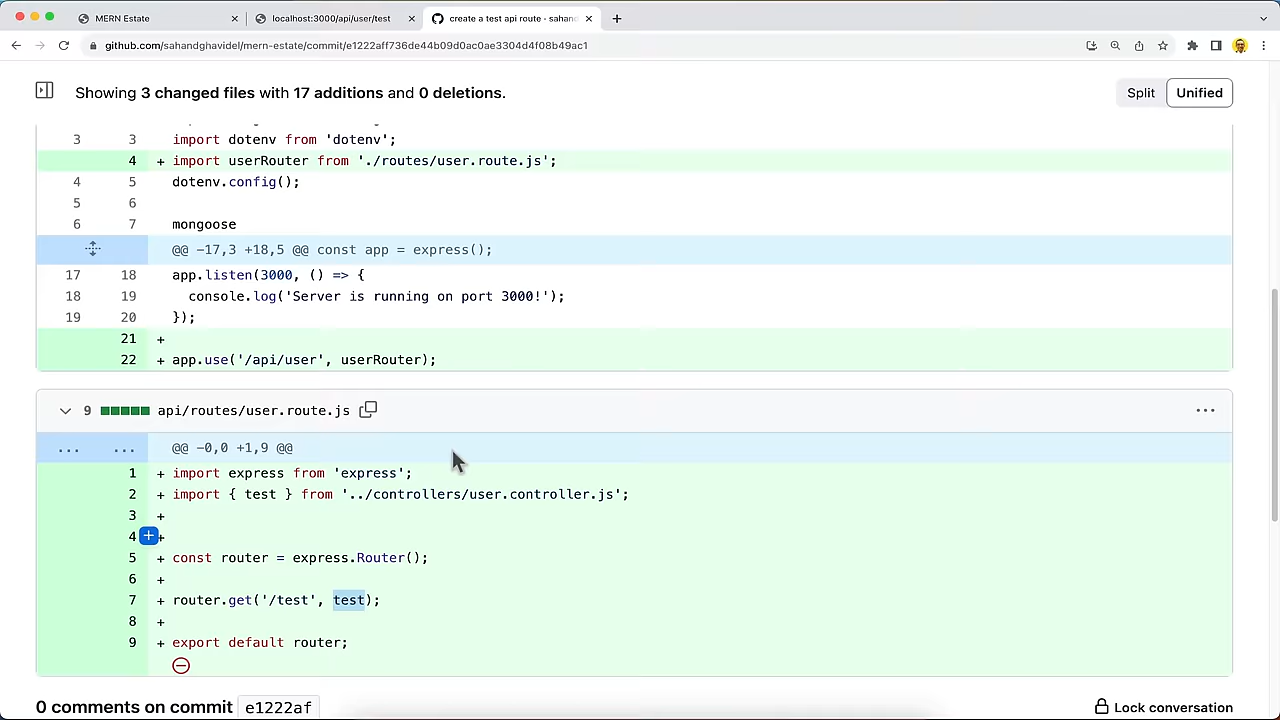 MERN Estate
localhost:3000/api/user/test
create a test api route · sahand
github.com/sahandghavidel/mern-estate/commit/e1222aff736de44b09d0ac0ae3304d4f08b49ac1
Showing 3 changed files with 17 additions and 0 deletions.
Split
Unified
3 3 import dotenv from 'dotenv';
4 + import userRouter from './routes/user.route.js';
4 5 dotenv.config();
5 6
6 7 mongoose
@@ -17,3 +18,5 @@ const app = express();
17 18 app.listen(3000, () => {
18 19 console.log('Server is running on port 3000!');
19 20 });
21 +
22 + app.use('/api/user', userRouter);
9 api/routes/user.route.js
... ... @@ -0,0 +1,9 @@
1 + import express from 'express';
2 + import { test } from '../controllers/user.controller.js';
3 +
4 +
5 + const router = express.Router();
6 +
7 + router.get('/test', test);
8 +
9 + export default router;
0 comments on commit e1222af
Lock conversation